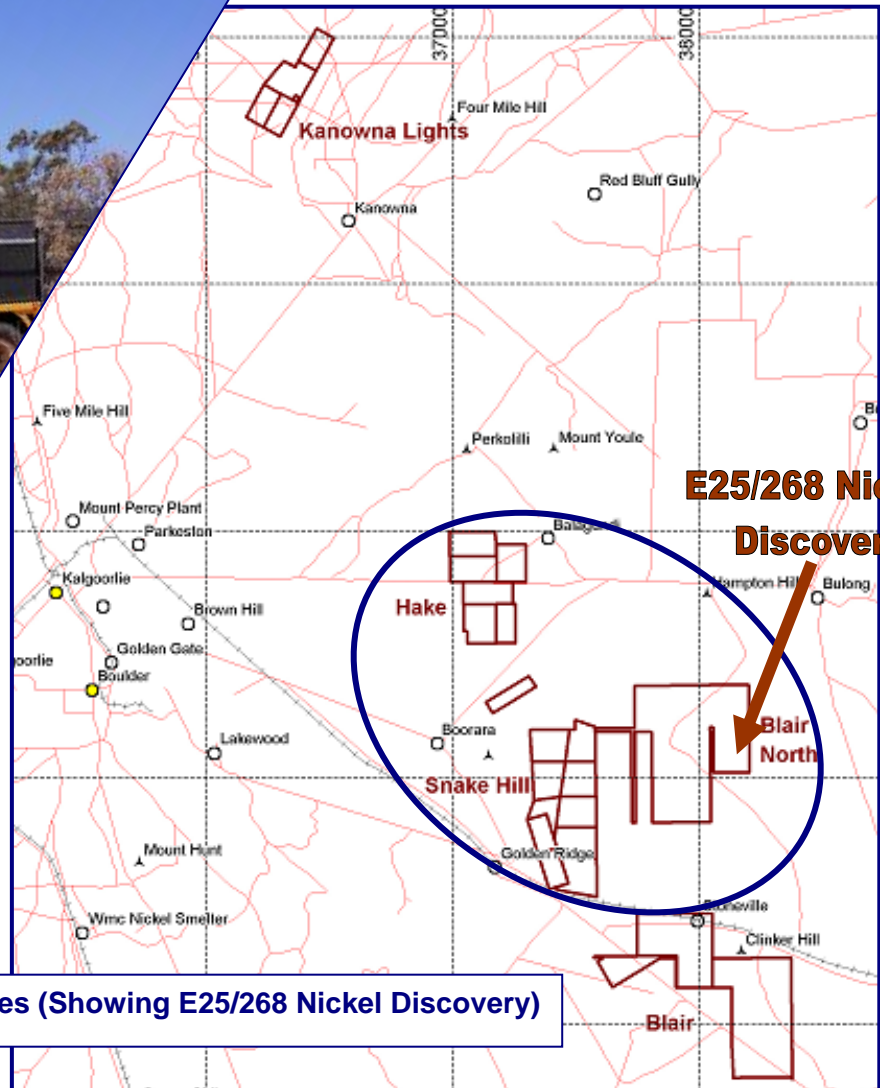 37000
38000
Four Mile Hill
Kanowna Lights
Red Bluff Gully
Kanowna
Five Mile Hill
Perkolilli
Mount Youle
E25/268 Nic
Discover
Mount Percy Plant
Parkeston
Kalgoorlie
Hampton Hill
Bulong
Hake
Brown Hill
Golden Gate
oorlie
Boulder
Boorara
Lakewood
Blair
North
Snake Hill
Mount Hunt
Golden Ridge
Wmc Nickel Smelter
Stoneville
Clinker Hill
es (Showing E25/268 Nickel Discovery)
Blair